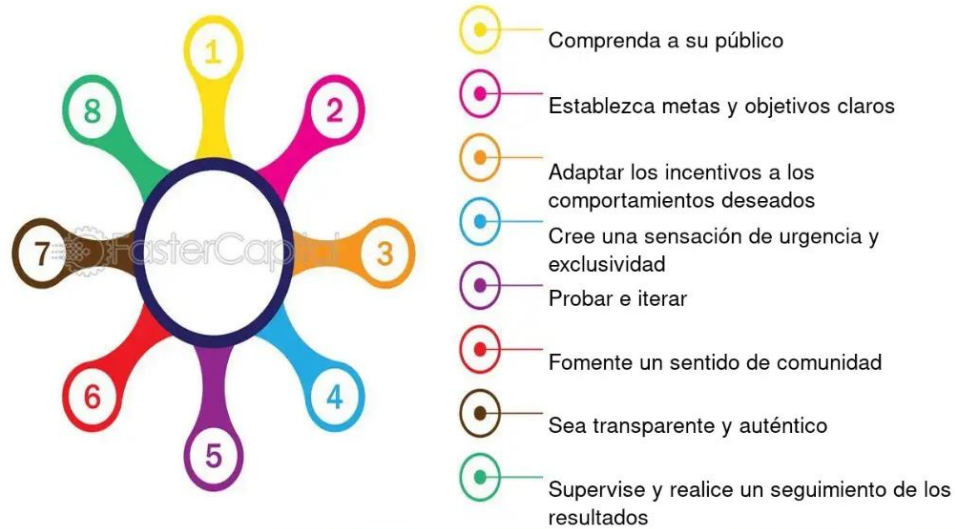 1
2
3
4
5
6
7
8
FasterCapital
Comprenda a su público
Establezca metas y objetivos claros
Adaptar los incentivos a los
comportamientos deseados
Cree una sensación de urgencia y
exclusividad
Probar e iterar
Fomente un sentido de comunidad
Sea transparente y auténtico
Supervise y realice un seguimiento de los
resultados